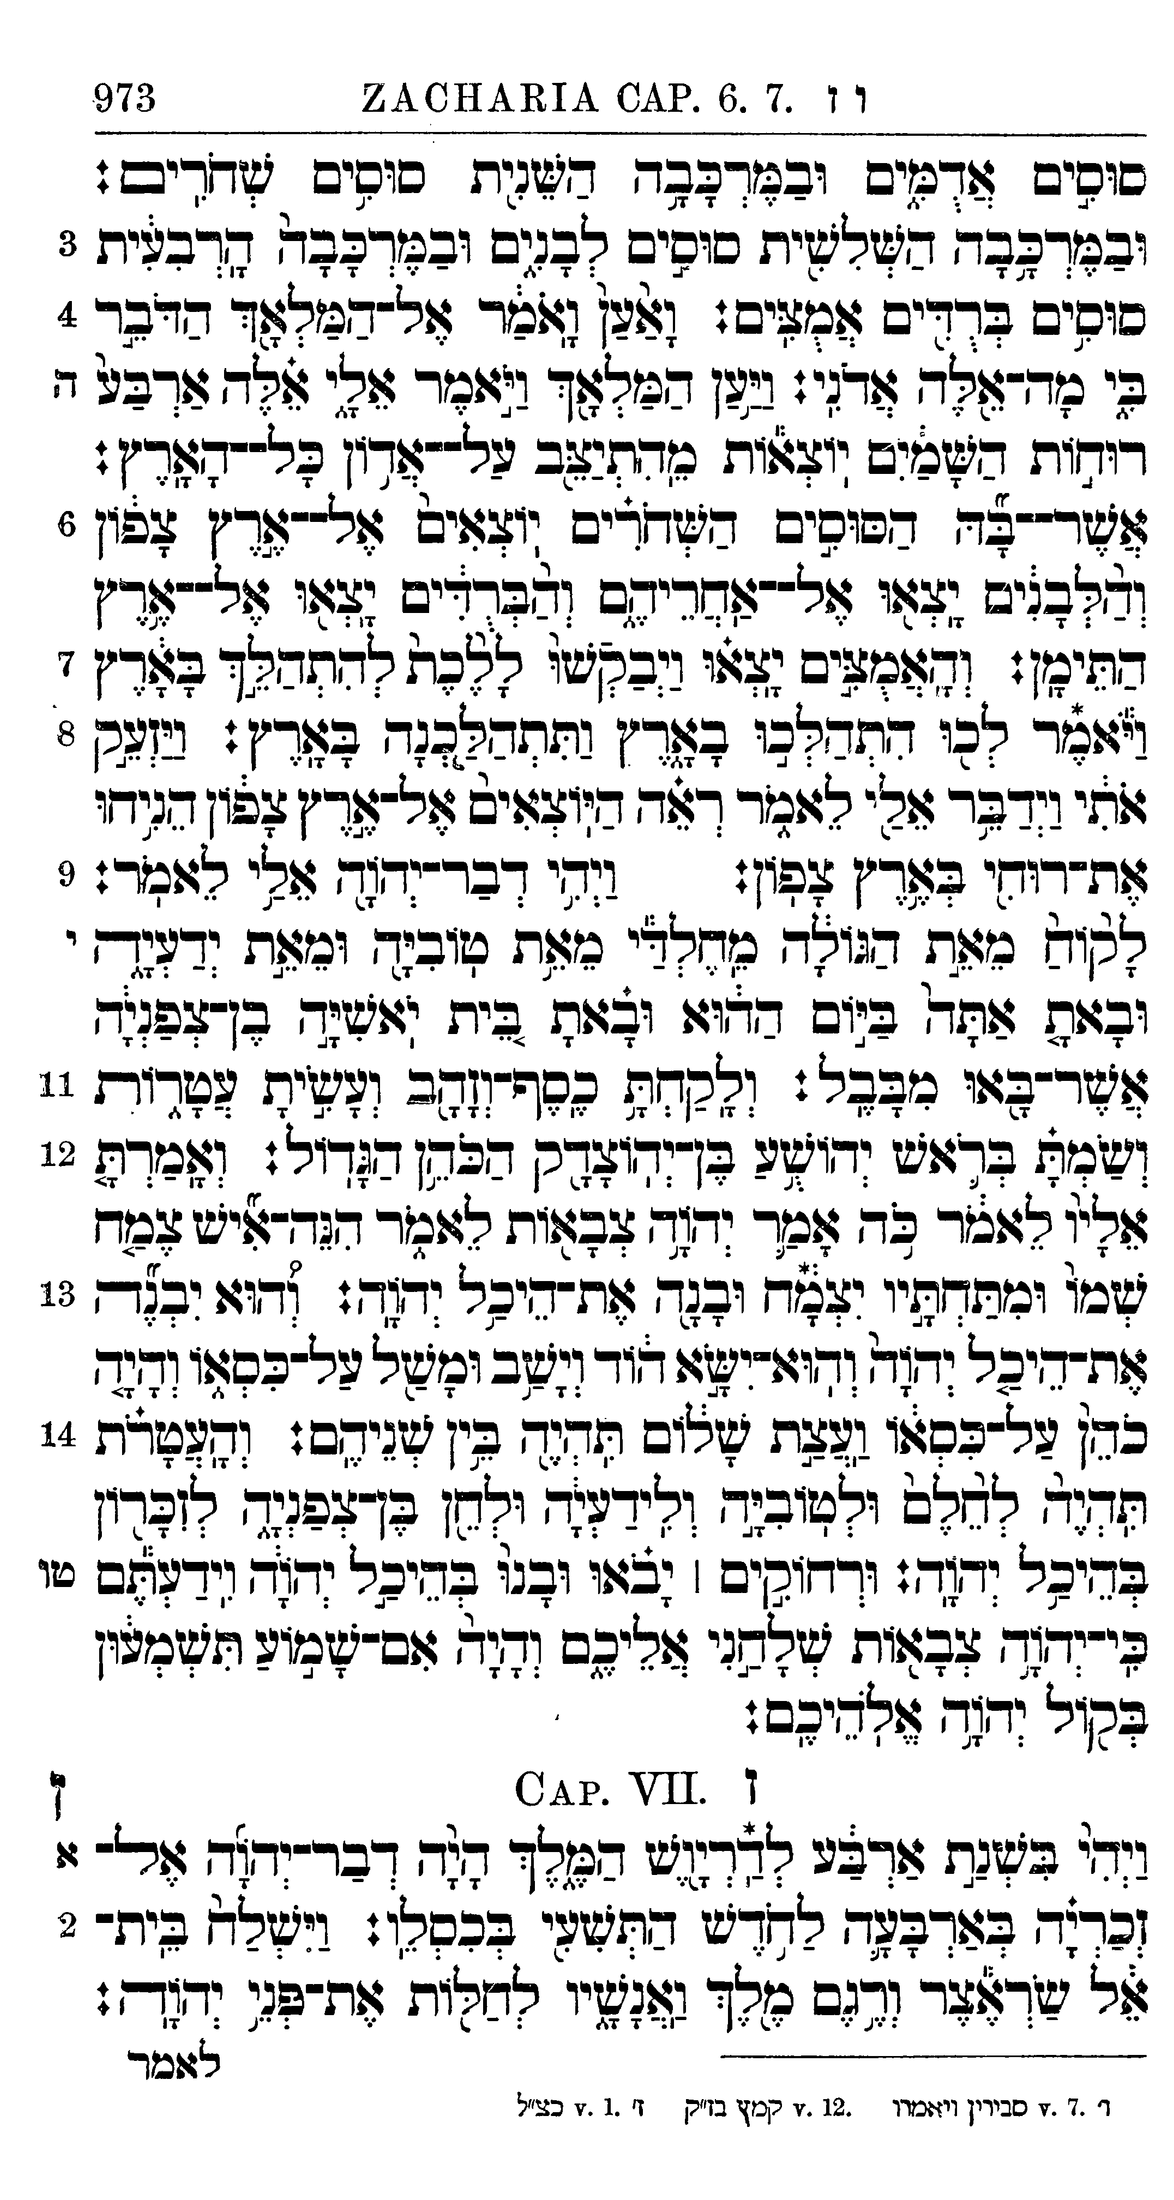 973 ZACHARIA CAP. 6. 7. ו ז
סוּסִ֣ים אֲדֻמִּ֑ים וּבַמֶּרְכָּבָ֥ה הַשֵּׁנִ֖ית סוּסִ֥ים שְׁחֹרִֽים׃
3 וּבַמֶּרְכָּבָ֥ה הַשְּׁלִשִׁ֖ית סוּסִ֣ים לְבָנִ֑ים וּבַמֶּרְכָּבָה֙ הָֽרְבִעִ֔ית
4 סוּסִ֥ים בְּרֻדִּ֖ים אֲמֻצִּֽים׃ וָאַ֙עַן֙ וָֽאֹמַ֔ר אֶל־הַמַּלְאָ֖ךְ הַדֹּבֵ֣ר
ה בִּ֑י מָה־אֵ֖לֶּה אֲדֹנִֽי׃ וַיַּ֥עַן הַמַּלְאָ֖ךְ וַיֹּ֣אמֶר אֵלָ֑י אֵ֗לֶּה אַרְבַּע֙
רוּח֣וֹת הַשָּׁמַ֔יִם יֽוֹצְא֕וֹת מֵֽהִתְיַצֵּ֖ב עַל־אֲד֥וֹן כָּל־הָאָֽרֶץ׃
6 אֲשֶׁר־בָּ֞הּ הַסּוּסִ֣ים הַשְּׁחֹרִ֗ים יֽוֹצְאִים֙ אֶל־אֶ֣רֶץ צָפ֔וֹן
וְהַ֨לְּבָנִ֔ים יָֽצְא֖וּ אֶל־אַֽחֲרֵיהֶ֑ם וְהַ֨בְּרֻדִּ֔ים יָֽצְא֖וּ אֶל־אֶ֥רֶץ
7 הַתֵּימָֽן׃ וְהָֽאֲמֻצִּ֣ים יָֽצְא֗וּ וַיְבַקְשׁוּ֙ לָלֶ֙כֶת֙ לְהִתְהַלֵּ֣ךְ בָּאָ֔רֶץ
8 וַיֹּ֕אמֶר* לְכ֖וּ הִתְהַלְּכ֣וּ בָאָ֑רֶץ וַתִּתְהַלַּ֖כְנָה בָּאָֽרֶץ׃ וַיַּזְעֵ֣ק
אֹתִ֔י וַיְדַבֵּ֥ר אֵלַ֖י לֵאמֹ֑ר רְאֵ֗ה הַיּֽוֹצְאִים֙ אֶל־אֶ֣רֶץ צָפ֔וֹן הֵנִ֥יחוּ
9 אֶת־רוּחִ֖י בְּאֶ֥רֶץ צָפֽוֹן׃ וַיְהִ֥י דְבַר־יְהוָֹ֖ה אֵלַ֥י לֵאמֹֽר׃
י לָק֙וֹחַ֙ מֵאֵ֣ת הַגּוֹלָ֔ה מֵֽחֶלְדַּ֕י מֵאֵ֥ת טֽוֹבִיָּ֖ה וּמֵאֵ֣ת יְדַֽעְיָ֑ה
וּבָאתָ֤ אַתָּה֙ בַּיּ֣וֹם הַה֔וּא וּבָ֗אתָ בֵּ֤ית יֹֽאשִׁיָּ֣ה בֶן־צְפַנְיָ֔ה
11 אֲשֶׁר־בָּ֖אוּ מִבָּבֶֽל׃ וְלָֽקַחְתָּ֥ כֶֽסֶף־וְזָהָ֖ב וְעָשִׂ֣יתָ עֲטָר֑וֹת
12 וְשַׂמְתָּ֗ בְּרֹ֛אשׁ יְהוֹשֻׁ֥עַ בֶּן־יְהֽוֹצָדָ֖ק הַכֹּהֵ֥ן הַגָּדֽוֹל׃ וְאָֽמַרְתָּ֤
אֵלָיו֙ לֵאמֹ֔ר כֹּ֥ה אָמַ֛ר יְהוָֹ֥ה צְבָא֖וֹת לֵאמֹ֑ר הִנֵּה־אִ֞ישׁ צֶ֤מַח
13 שְׁמוֹ֙ וּמִתַּחְתָּ֣יו יִצְמָ֔ח* וּבָנָ֖ה אֶת־הֵיכַ֥ל יְהוָֹֽה׃ וְ֠הוּא יִבְנֶ֞ה
אֶת־הֵיכַ֤ל יְהוָֹה֙ וְהֽוּא־יִשָּׂ֣א ה֔וֹד וְיָשַׁ֥ב וּמָשַׁ֖ל עַל־כִּסְא֑וֹ וְהָיָ֤ה
14 כֹהֵן֙ עַל־כִּסְא֔וֹ וַֽעֲצַ֣ת שָׁל֔וֹם תִּֽהְיֶ֖ה בֵּ֥ין שְׁנֵיהֶֽם׃ וְהָֽעֲטָרֹ֗ת
תִּֽהְיֶה֙ לְחֵ֙לֶם֙ וּלְטֽוֹבִיָּ֣ה וְלִֽידַעְיָ֔ה וּלְחֵ֖ן בֶּן־צְפַנְיָ֑ה לְזִכָּר֖וֹן
טו בְּהֵיכַ֥ל יְהוָֹֽה׃ וּרְחוֹקִ֣ים ׀ יָבֹ֗אוּ וּבָנוּ֙ בְּהֵיכַ֣ל יְהוָֹ֔ה וִֽידַעְתֶּ֕ם
כִּֽי־יְהוָֹ֥ה צְבָא֖וֹת שְׁלָחַ֣נִי אֲלֵיכֶ֑ם וְהָיָה֙ אִם־שָׁמ֣וֹעַ תִּשְׁמְע֔וּן
בְּק֖וֹל יְהוָֹ֥ה אֱלֹֽהֵיכֶֽם׃
ז CAP. VII. ז
א וַיְהִי֙ בִּשְׁנַ֣ת אַרְבַּ֔ע לְדָֽרְיָ֖וֶשׁ* הַמֶּ֑לֶךְ הָיָ֨ה דְבַר־יְהוָֹ֜ה אֶל־
2 זְכַרְיָ֗ה בְּאַרְבָּעָ֛ה לַחֹ֥דֶשׁ הַתְּשִׁעִ֖י בְּכִסְלֵֽו׃ וַיִּשְׁלַח֙ בֵּֽית־
אֵ֔ל שַׂרְאֶ֕צֶר וְרֶ֥גֶם מֶ֖לֶךְ וַֽאֲנָשָׁ֑יו לְחַלּ֖וֹת אֶת־פְּנֵ֥י יְהוָֹֽה׃
לאמר
ו׳ v. 7. סבירין ויאמרו v. 12. קמץ בז״ק ז׳ v. 1. כצ״ל